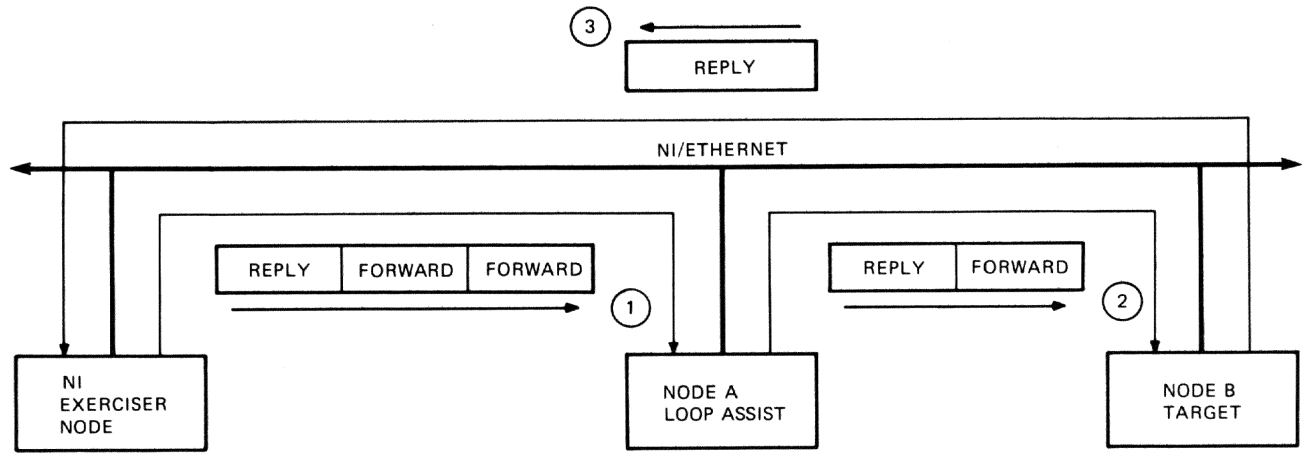 3
REPLY
NI/ETHERNET
REPLY FORWARD FORWARD
REPLY FORWARD
1
2
NI
EXERCISER
NODE
NODE A
LOOP ASSIST
NODE B
TARGET